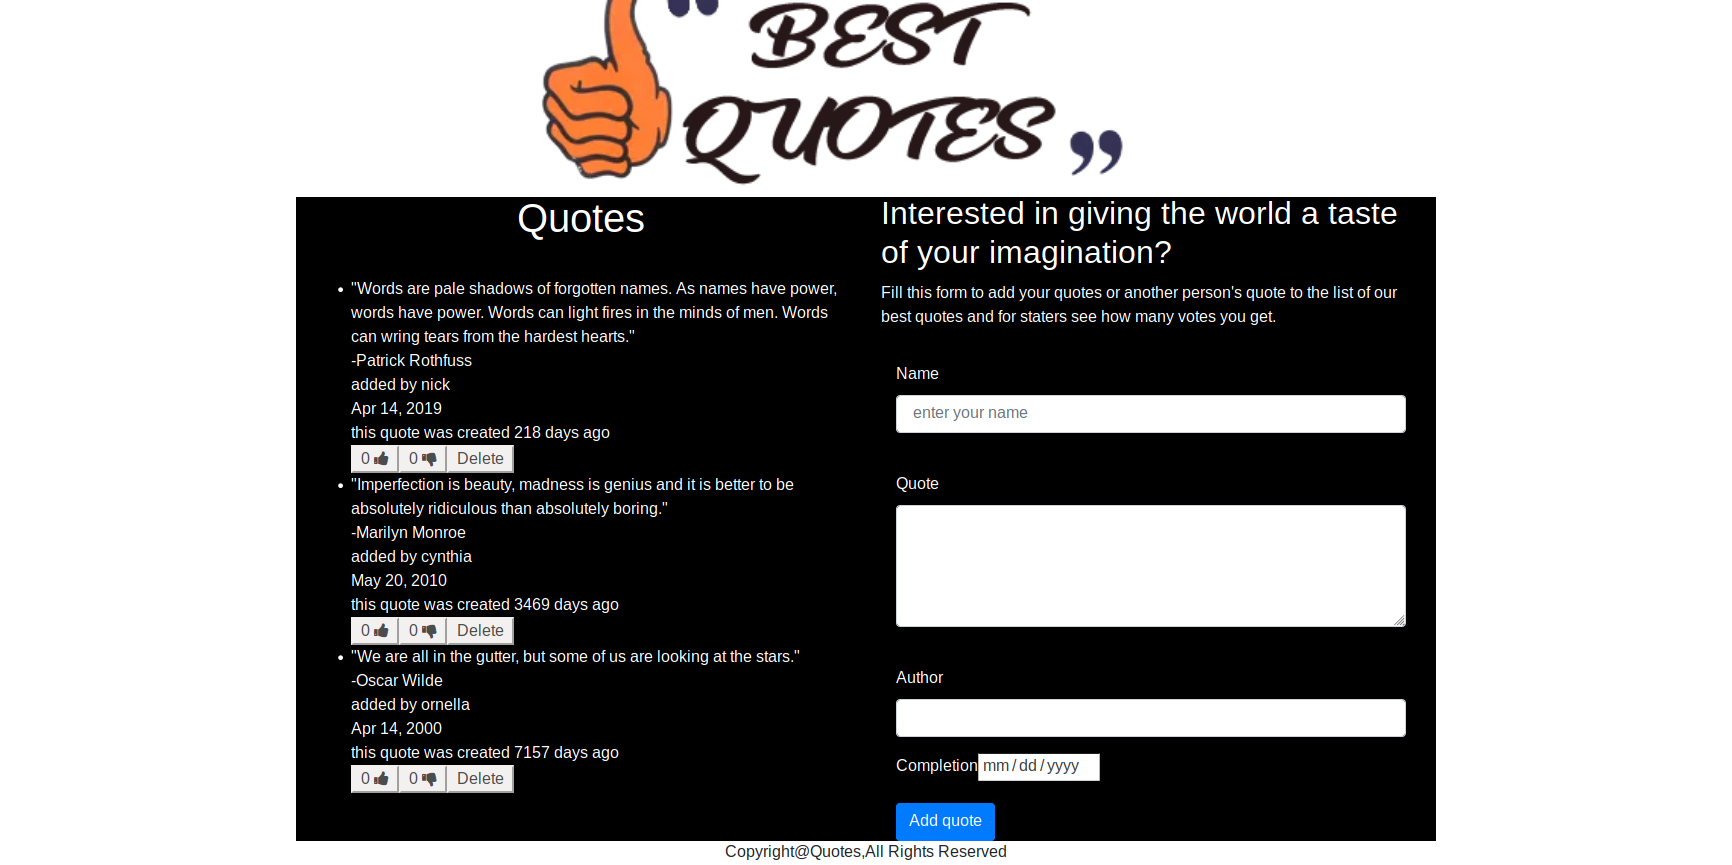 BEST
QUOTES
Quotes
"Words are pale shadows of forgotten names. As names have power,
words have power. Words can light fires in the minds of men. Words
can wring tears from the hardest hearts."
-Patrick Rothfuss
added by nick
Apr 14, 2019
this quote was created 218 days ago
0 0 Delete
"Imperfection is beauty, madness is genius and it is better to be
absolutely ridiculous than absolutely boring."
-Marilyn Monroe
added by cynthia
May 20, 2010
this quote was created 3469 days ago
0 0 Delete
"We are all in the gutter, but some of us are looking at the stars."
-Oscar Wilde
added by ornella
Apr 14, 2000
this quote was created 7157 days ago
0 0 Delete
Interested in giving the world a taste
of your imagination?
Fill this form to add your quotes or another person's quote to the list of our
best quotes and for staters see how many votes you get.
Name
enter your name
Quote
Author
Completion mm/dd/yyyy
Add quote
Copyright@Quotes,All Rights Reserved